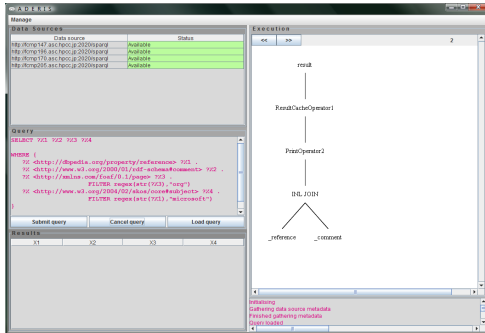 ADERIS
Manage
Data Sources
Data source Status
http://tcmp147.asc.hpcc.jp:2020/sparql Available
http://tcmp196.asc.hpcc.jp:2020/sparql Available
http://tcmp170.asc.hpcc.jp:2020/sparql Available
http://tcmp205.asc.hpcc.jp:2020/sparql Available
Query
SELECT ?X1 ?X2 ?X3 ?X4
WHERE {
?X <http://dbpedia.org/property/reference> ?X1 .
?X <http://www.w3.org/2000/01/rdf-schema#comment> ?X2 .
?X <http://xmlns.com/foaf/0.1/page> ?X3 .
FILTER regex(str(?X3),"org")
?X <http://www.w3.org/2004/02/skos/core#subject> ?X4 .
FILTER regex(str(?X1),"microsoft")
}
Submit query Cancel query Load query
Results
X1 X2 X3 X4
Execution
<< >> 2
result
ResultCacheOperator1
PrintOperator2
INL JOIN
_reference _comment
Initialising
Gathering data source metadata
Finished gathering metadata
Query loaded